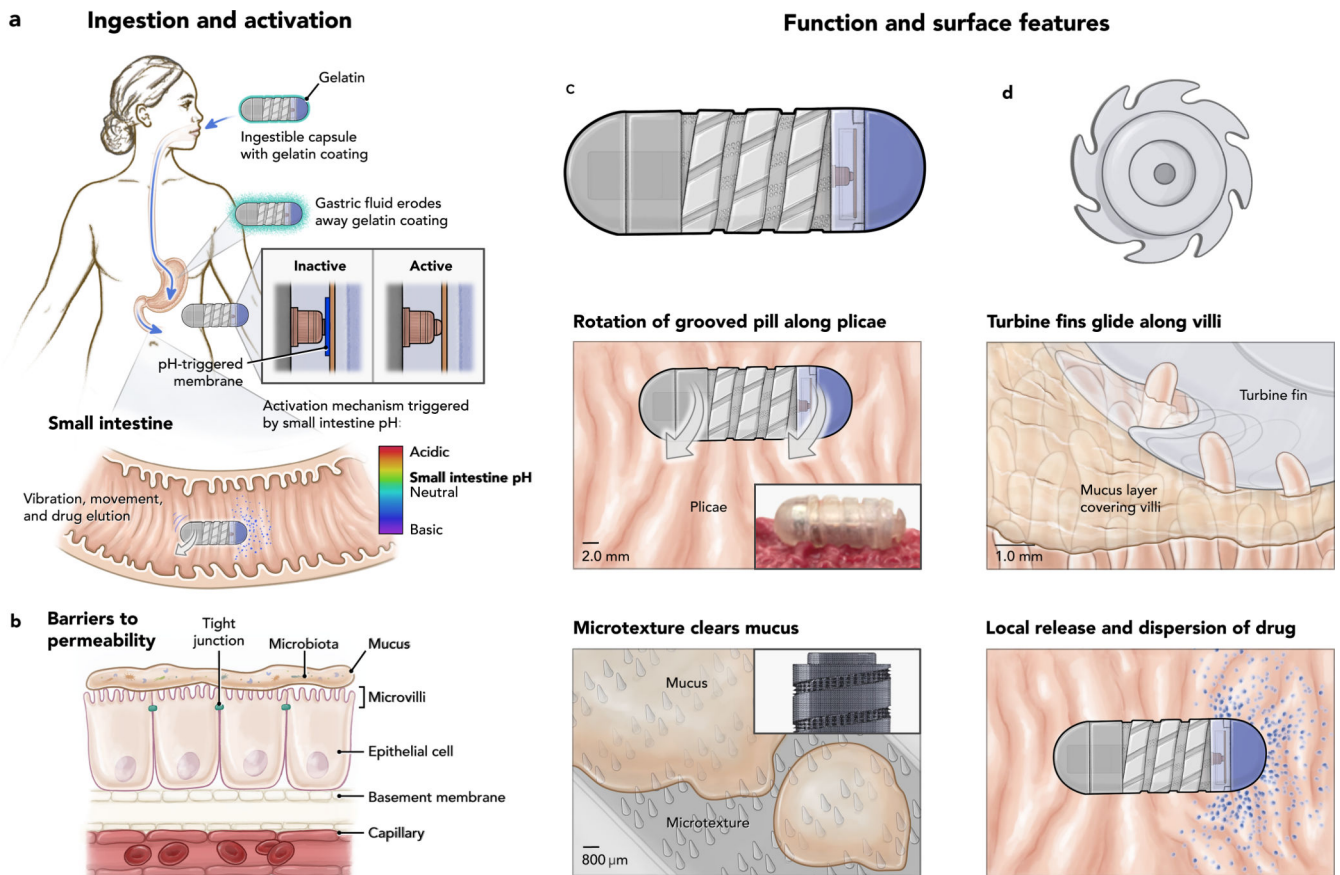 a
Ingestion and activation
Gelatin
Ingestible capsule
with gelatin coating
Gastric fluid erodes
away gelatin coating
Inactive
Active
pH-triggered
membrane
Activation mechanism triggered
by small intestine pH:
Small intestine
Acidic
Small intestine pH
Neutral
Basic
Vibration, movement,
and drug elution
b
Barriers to
permeability
Tight
junction
Microbiota
Mucus
Microvilli
Epithelial cell
Basement membrane
Capillary
Function and surface features
c
d
Rotation of grooved pill along plicae
Plicae
2.0 mm
Turbine fins glide along villi
Turbine fin
Mucus layer
covering villi
1.0 mm
Microtexture clears mucus
Mucus
Microtexture
800 µm
Local release and dispersion of drug